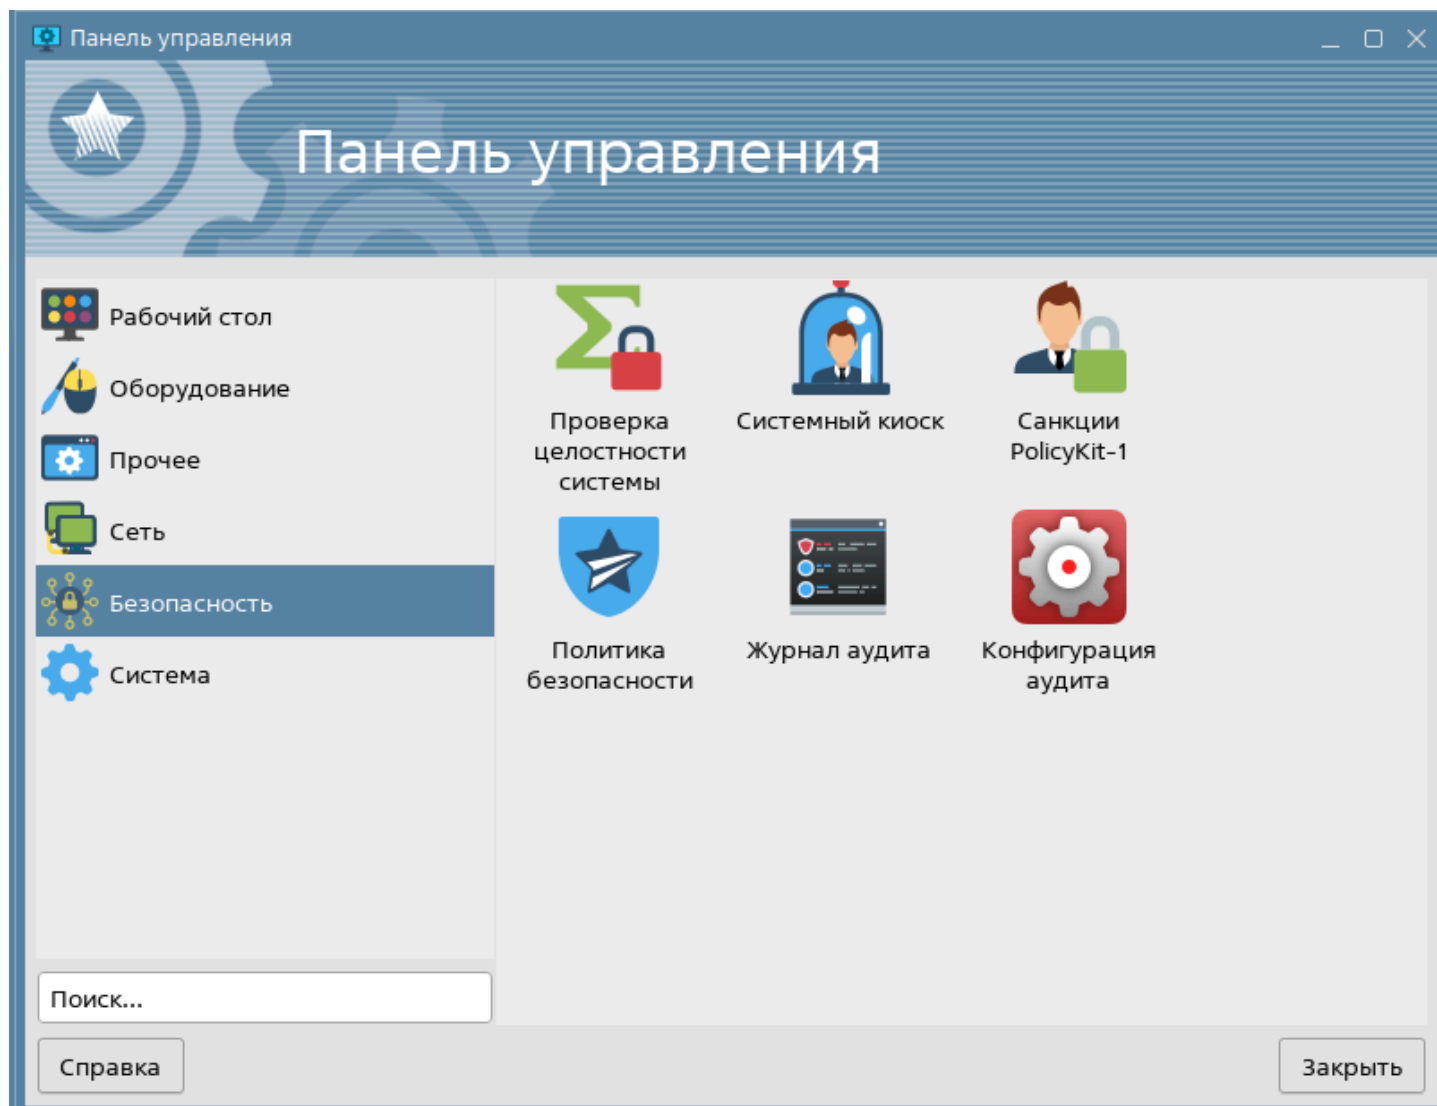 Панель управления
Панель управления
Рабочий стол
Оборудование
Прочее
Сеть
Безопасность
Система
Поиск...
Проверка
целостности
системы
Системный киоск
Санкции
PolicyKit-1
Политика
безопасности
Журнал аудита
Конфигурация
аудита
Справка
Закрыть